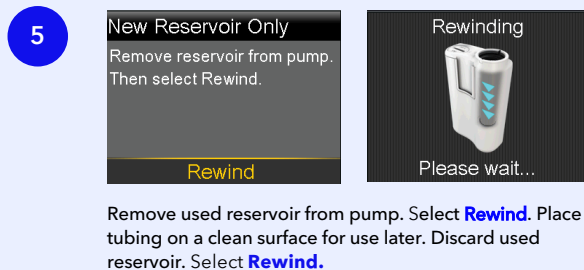 5
New Reservoir Only
Remove reservoir from pump.
Then select Rewind.
Rewind
Rewinding
Please wait...
Remove used reservoir from pump. Select Rewind. Place
tubing on a clean surface for use later. Discard used
reservoir. Select Rewind.